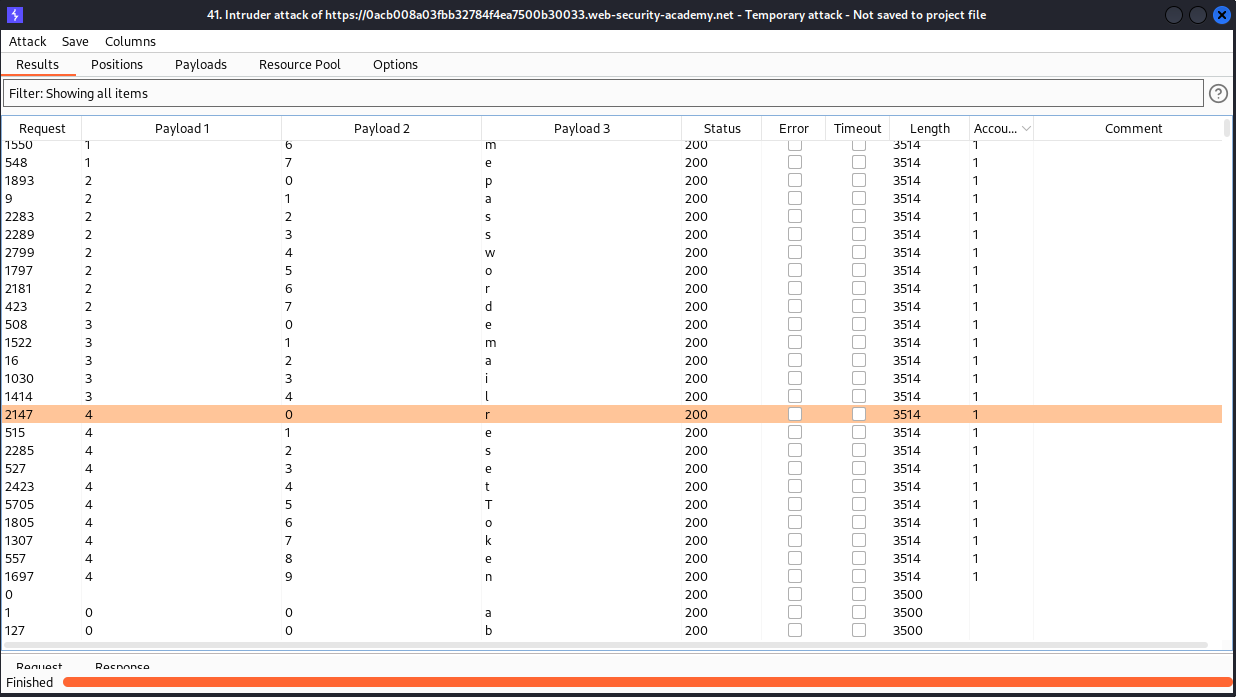 41. Intruder attack of https://0acb008a03fbb32784f4ea7500b30033.web-security-academy.net - Temporary attack - Not saved to project file
Attack Save Columns
Results Positions Payloads Resource Pool Options
Filter: Showing all items
?
Request Payload 1 Payload 2 Payload 3 Status Error Timeout Length Accou... Comment
1550 1 6 m 200 3514 1
548 1 7 e 200 3514 1
1893 2 0 p 200 3514 1
9 2 1 a 200 3514 1
2283 2 2 s 200 3514 1
2289 2 3 s 200 3514 1
2799 2 4 w 200 3514 1
1797 2 5 o 200 3514 1
2181 2 6 r 200 3514 1
423 2 7 d 200 3514 1
508 3 0 e 200 3514 1
1522 3 1 m 200 3514 1
16 3 2 a 200 3514 1
1030 3 3 i 200 3514 1
1414 3 4 l 200 3514 1
2147 4 0 r 200 3514 1
515 4 1 e 200 3514 1
2285 4 2 s 200 3514 1
527 4 3 e 200 3514 1
2423 4 4 t 200 3514 1
5705 4 5 T 200 3514 1
1805 4 6 o 200 3514 1
1307 4 7 k 200 3514 1
557 4 8 e 200 3514 1
1697 4 9 n 200 3514 1
0 200 3500
1 0 0 a 200 3500
127 0 0 b 200 3500
Request Response
Finished